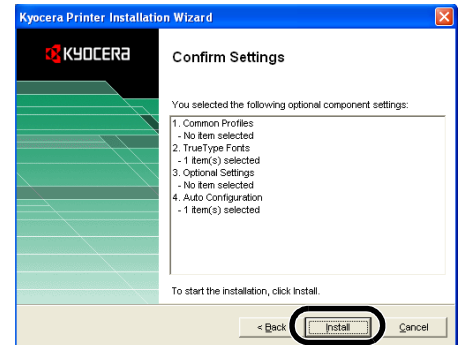 Kyocera Printer Installation Wizard
KYOCERA
Confirm Settings
You selected the following optional component settings:
1. Common Profiles
- No item selected
2. TrueType Fonts
- 1 item(s) selected
3. Optional Settings
- No item selected
4. Auto Configuration
- 1 item(s) selected
To start the installation, click Install.
< Back
Install
Cancel